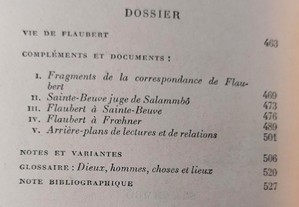 DOSSIER
VIE DE FLAUBERT 463
COMPLÉMENTS ET DOCUMENTS :
I. Fragments de la correspondance de Flau-
bert 469
II. Sainte-Beuve juge de Salammbô 473
III. Flaubert à Sainte-Beuve 476
IV. Flaubert à Frœhner 489
V. Arrière-plans de lectures et de relations 501
NOTES ET VARIANTES 506
GLOSSAIRE : Dieux, hommes, choses et lieux 520
NOTE BIBLIOGRAPHIQUE 527